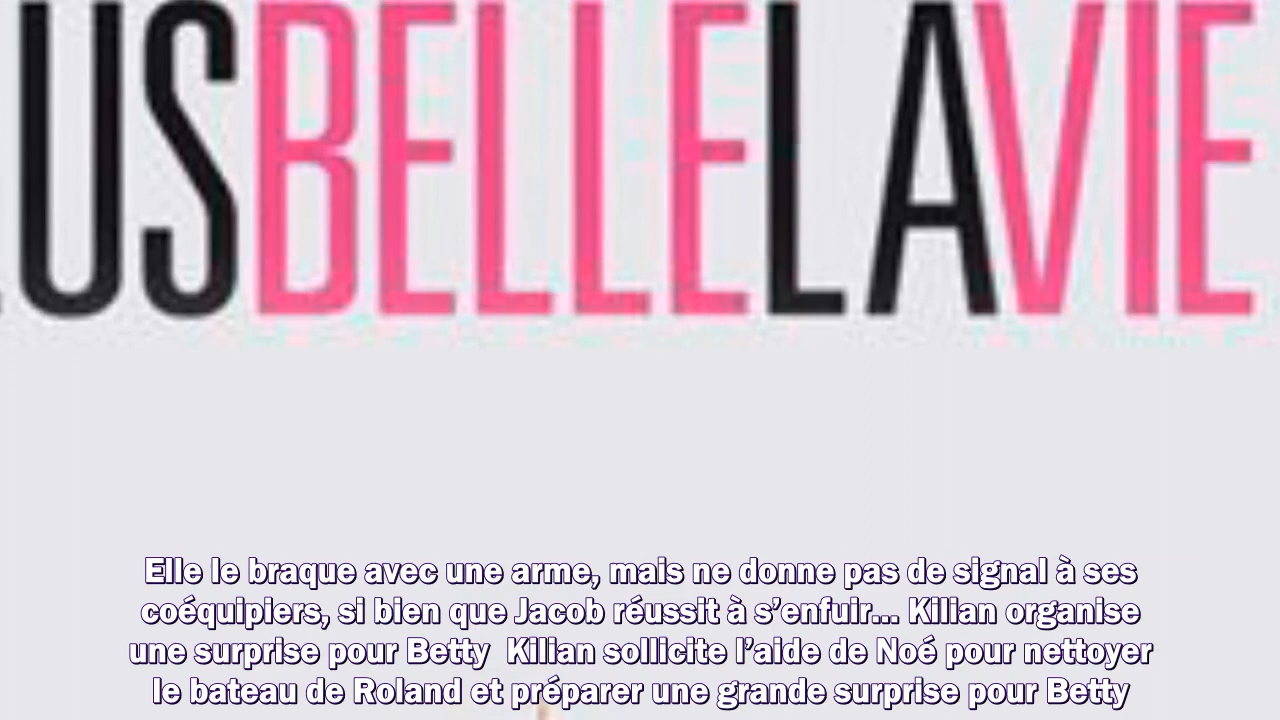 USBELLELAVIE
Elle le braque avec une arme, mais ne donne pas de signal à ses
coéquipiers, si bien que Jacob réussit à s’enfuir... Kilian organise
une surprise pour Betty  Kilian sollicite l’aide de Noé pour nettoyer
le bateau de Roland et préparer une grande surprise pour Betty